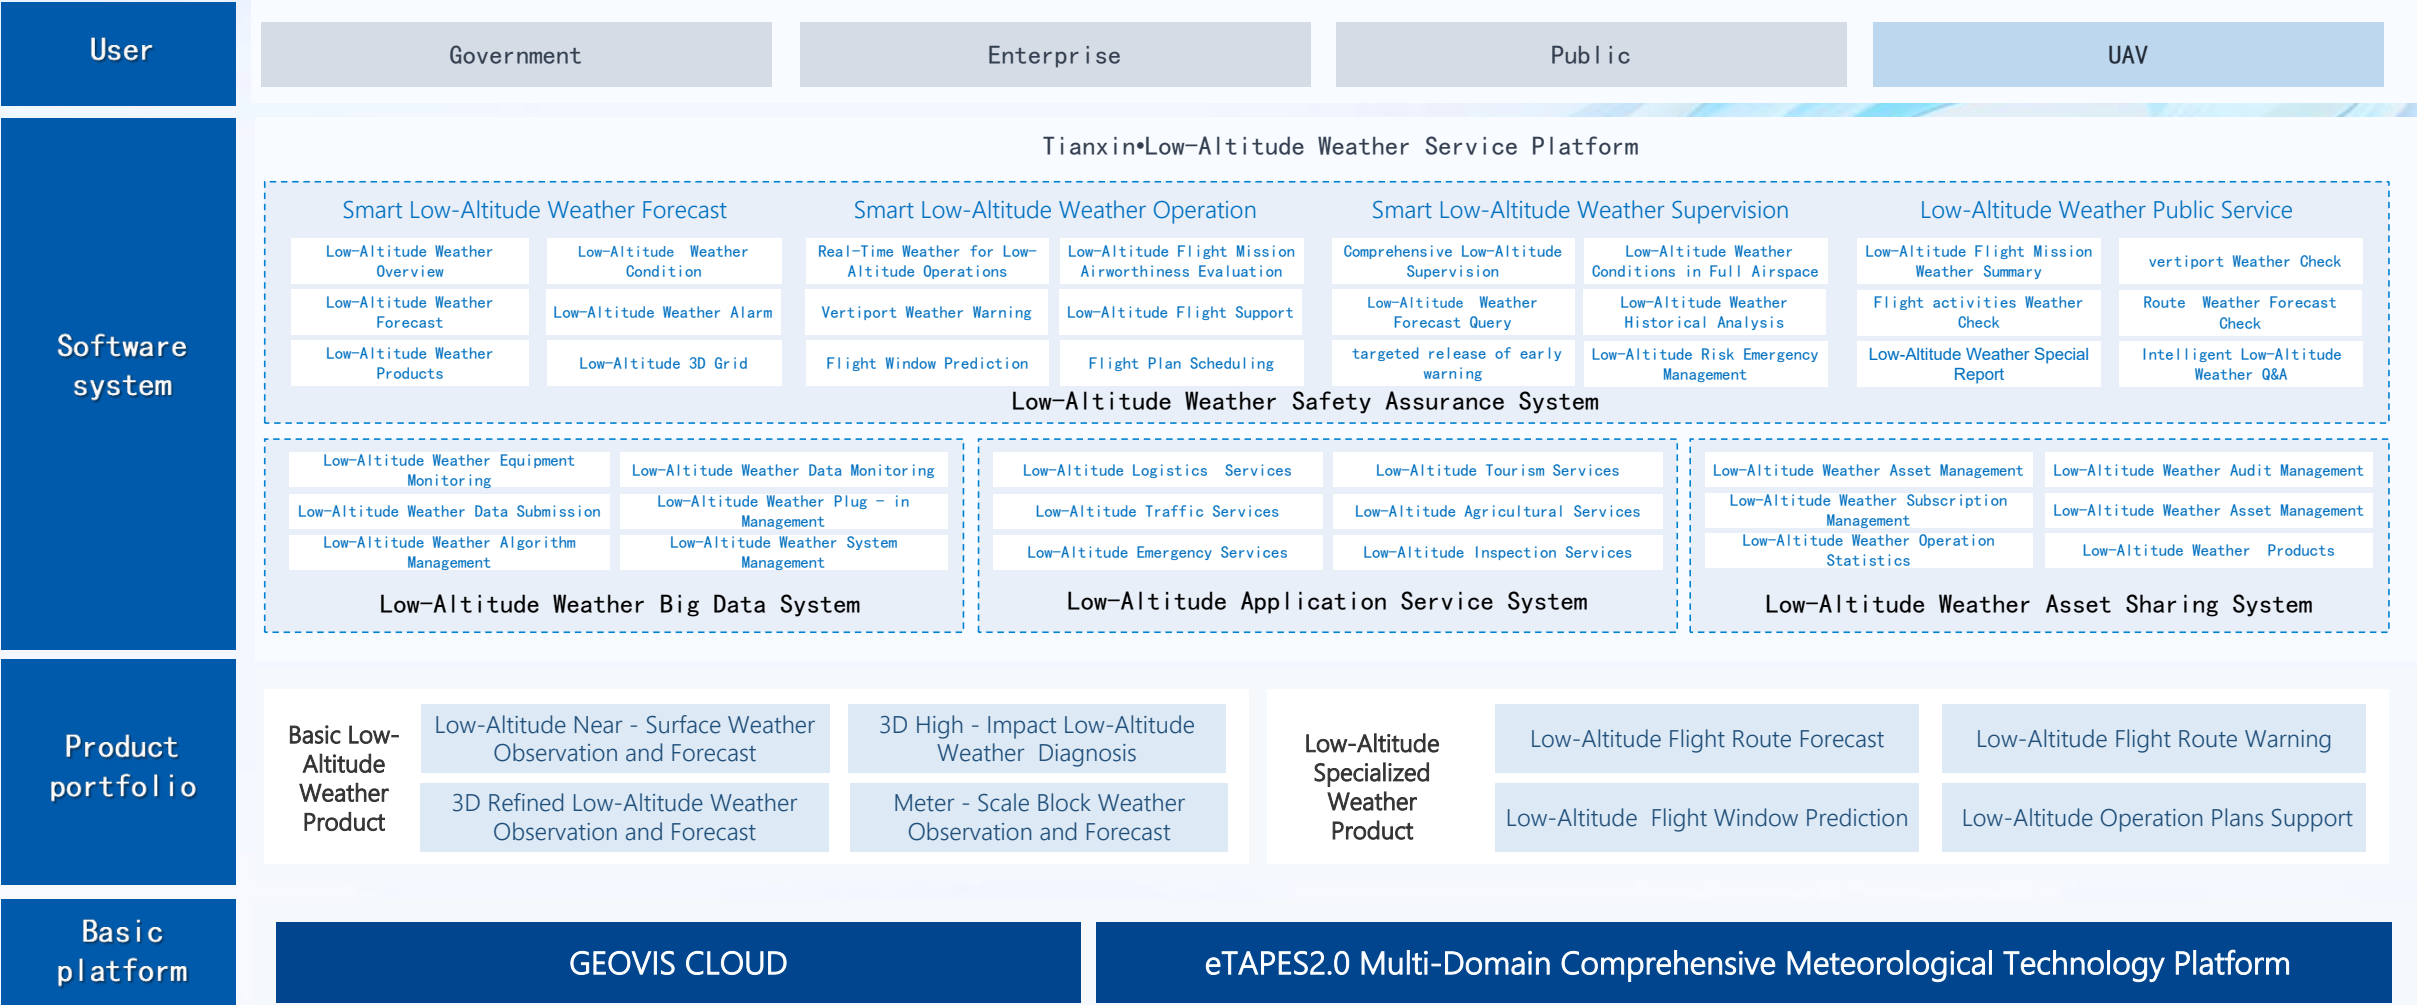 User
Government
Enterprise
Public
UAV
Software
system
Tianxin•Low-Altitude Weather Service Platform
Smart Low-Altitude Weather Forecast
Low-Altitude Weather
Overview
Low-Altitude Weather
Condition
Low-Altitude Weather
Forecast
Low-Altitude Weather Alarm
Low-Altitude Weather
Products
Low-Altitude 3D Grid
Smart Low-Altitude Weather Operation
Real-Time Weather for Low-
Altitude Operations
Low-Altitude Flight Mission
Airworthiness Evaluation
Vertiport Weather Warning
Low-Altitude Flight Support
Flight Window Prediction
Flight Plan Scheduling
Smart Low-Altitude Weather Supervision
Comprehensive Low-Altitude
Supervision
Low-Altitude Weather
Conditions in Full Airspace
Low-Altitude Weather
Forecast Query
Low-Altitude Weather
Historical Analysis
targeted release of early
warning
Low-Altitude Risk Emergency
Management
Low-Altitude Weather Public Service
Low-Altitude Flight Mission
Weather Summary
vertiport Weather Check
Flight activities Weather
Check
Route Weather Forecast
Check
Low-Altitude Weather Special
Report
Intelligent Low-Altitude
Weather Q&A
Low-Altitude Weather Safety Assurance System
Low-Altitude Weather Equipment
Monitoring
Low-Altitude Weather Data Monitoring
Low-Altitude Weather Data Submission
Low-Altitude Weather Plug - in
Management
Low-Altitude Weather Algorithm
Management
Low-Altitude Weather System
Management
Low-Altitude Weather Big Data System
Low-Altitude Logistics Services
Low-Altitude Tourism Services
Low-Altitude Traffic Services
Low-Altitude Agricultural Services
Low-Altitude Emergency Services
Low-Altitude Inspection Services
Low-Altitude Application Service System
Low-Altitude Weather Asset Management
Low-Altitude Weather Audit Management
Low-Altitude Weather Subscription
Management
Low-Altitude Weather Asset Management
Low-Altitude Weather Operation
Statistics
Low-Altitude Weather Products
Low-Altitude Weather Asset Sharing System
Product
portfolio
Basic Low-
Altitude
Weather
Product
Low-Altitude Near - Surface Weather
Observation and Forecast
3D High - Impact Low-Altitude
Weather Diagnosis
3D Refined Low-Altitude Weather
Observation and Forecast
Meter - Scale Block Weather
Observation and Forecast
Low-Altitude
Specialized
Weather
Product
Low-Altitude Flight Route Forecast
Low-Altitude Flight Route Warning
Low-Altitude Flight Window Prediction
Low-Altitude Operation Plans Support
Basic
platform
GEOVIS CLOUD
eTAPES2.0 Multi-Domain Comprehensive Meteorological Technology Platform